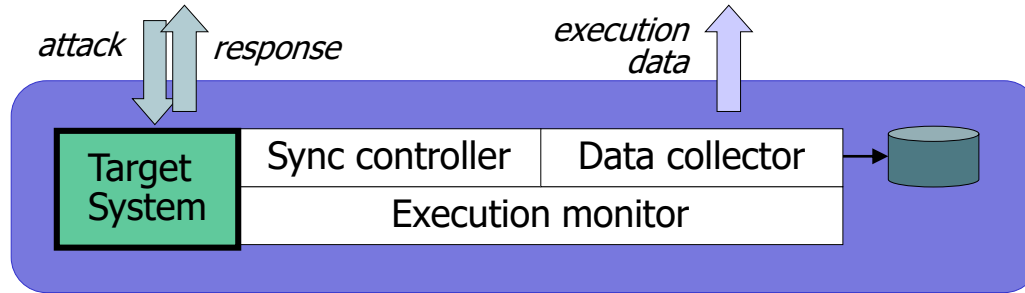 attack
response
execution
data
Target
System
Sync controller
Data collector
Execution monitor